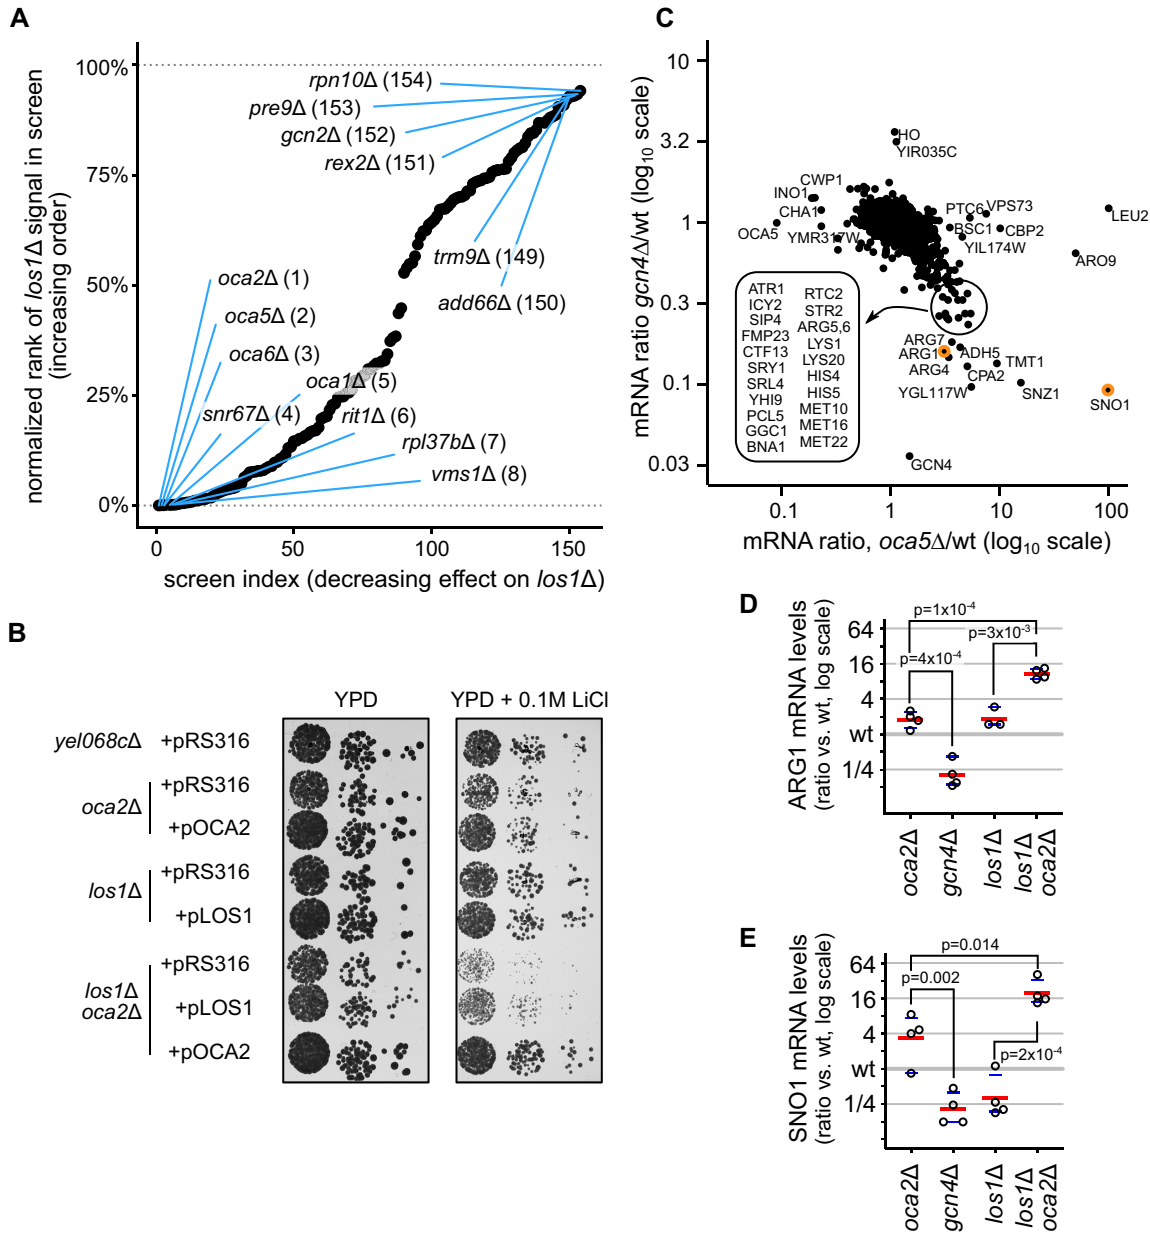 A
normalized rank of los1Δ signal in screen
(increasing order)
100%
75%
50%
25%
0%
rpn10Δ (154)
pre9Δ (153)
gcn2Δ (152)
rex2Δ (151)
trm9Δ (149)
add66Δ (150)
oca2Δ (1)
oca5Δ (2)
oca6Δ (3)
oca1Δ (5)
snr67Δ (4)
rit1Δ (6)
rpl37bΔ (7)
vms1Δ (8)
0
50
100
150
screen index (decreasing effect on los1Δ)
B
YPD
YPD + 0.1M LiCl
yel068cΔ
+pRS316
oca2Δ
+pRS316
+pOCA2
los1Δ
+pRS316
+pLOS1
los1Δ
oca2Δ
+pRS316
+pLOS1
+pOCA2
C
mRNA ratio gcn4Δ/wt (log10 scale)
10
3.2
1
0.3
0.1
0.03
HO
YIR035C
CWP1
INO1
CHA1
OCA5
YMR317W
PTC6
VPS73
BSC1
CBP2
YIL174W
LEU2
ARO9
ATR1
ICY2
SIP4
FMP23
CTF13
SRY1
SRL4
YHI9
PCL5
GGC1
BNA1
RTC2
STR2
ARG5,6
LYS1
LYS20
HIS4
HIS5
MET10
MET16
MET22
ARG7
ARG1
ARG4
ADH5
TMT1
CPA2
YGL117W
SNZ1
SNO1
GCN4
0.1
1
10
100
mRNA ratio, oca5Δ/wt (log10 scale)
D
ARG1 mRNA levels
(ratio vs. wt, log scale)
64
16
4
wt
1/4
p=1x10-4
p=3x10-3
p=4x10-4
oca2Δ
gcn4Δ
los1Δ
los1Δ
oca2Δ
E
SNO1 mRNA levels
(ratio vs. wt, log scale)
64
16
4
wt
1/4
p=0.014
p=0.002
p=2x10-4
oca2Δ
gcn4Δ
los1Δ
los1Δ
oca2Δ